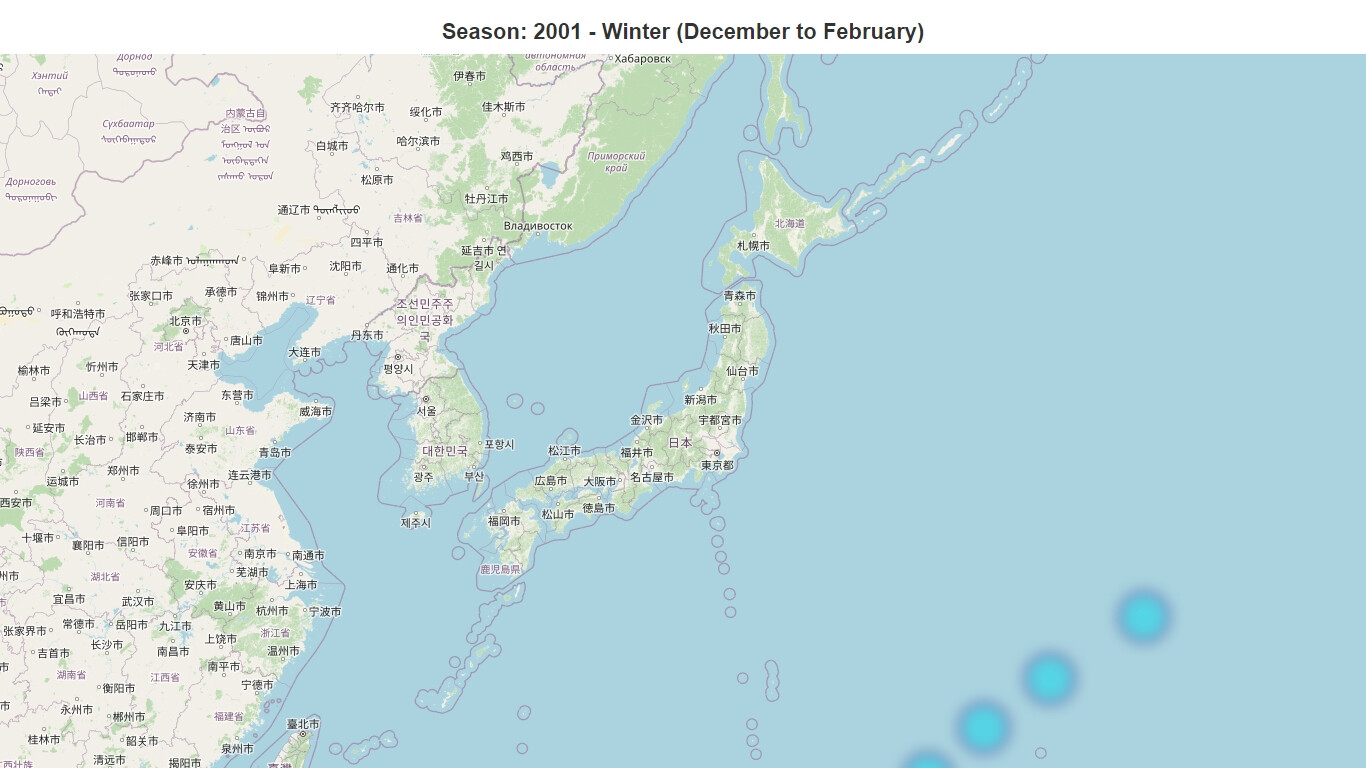 Season: 2001 - Winter (December to February)
Дорнод
автономная
область
Хабаровск
Хэнтий
伊春市
齐齐哈尔市
绥化市
佳木斯市
内蒙古自
治区
Сүхбаатар
哈尔滨市
白城市
鸡西市
Приморский
край
松原市
Дорноговь
牡丹江市
通辽市
吉林省
Владивосток
北海道
四平市
札幌市
延吉市 연
길시
赤峰市
阜新市
沈阳市
通化市
张家口市
承德市
锦州市
辽宁省
조선민주주
의인민공화
국
青森市
呼和浩特市
北京市
秋田市
丹东市
唐山市
河北省
大连市
天津市
忻州市
榆林市
평양시
仙台市
山西省
石家庄市
东营市
吕梁市
新潟市
威海市
서울
济南市
金沢市
宇都宮市
延安市
山东省
长治市
邯郸市
日本
포항시
泰安市
대한민국
松江市
陕西省
青岛市
福井市
東京都
郑州市
连云港市
광주
부산
名古屋市
运城市
徐州市
広島市
大阪市
西安市
河南省
周口市
宿州市
徳島市
松山市
제주시
福岡市
江苏省
阜阳市
十堰市
襄阳市
信阳市
安徽省
南京市
南通市
鹿児島県
州市
湖北省
芜湖市
安庆市
上海市
宜昌市
武汉市
黄山市
杭州市
宁波市
常德市
岳阳市
九江市
张家界市
浙江省
上饶市
长沙市
吉首市
南昌市
温州市
南平市
湖南省
江西省
宁德市
衡阳市
永州市
郴州市
福建省
臺北市
桂林市
韶关市
泉州市
清远市
揭阳市
江西壮族
臺灣